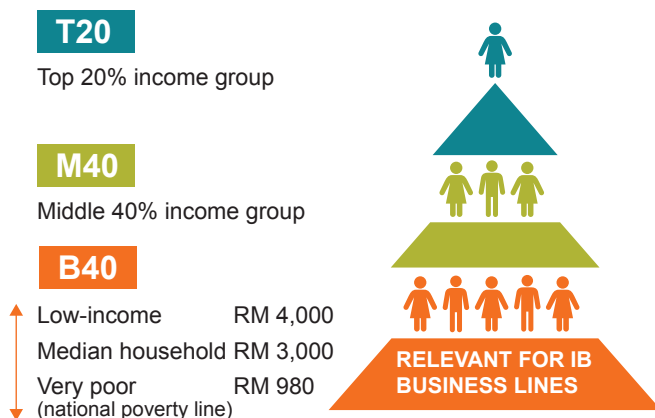 T20
Top 20% income group
M40
Middle 40% income group
B40
Low-income RM 4,000
Median household RM 3,000
Very poor RM 980
(national poverty line)
RELEVANT FOR IB
BUSINESS LINES